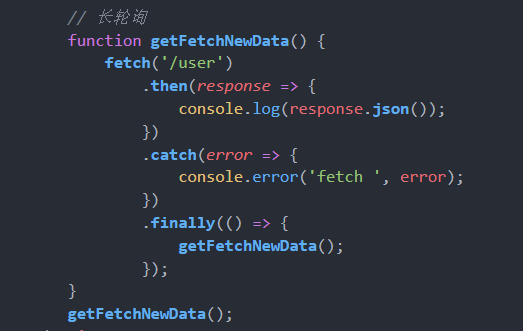 // 长轮询
function getFetchNewData() {
fetch('/user')
.then(response => {
console.log(response.json());
})
.catch(error => {
console.error('fetch ', error);
})
.finally(() => {
getFetchNewData();
});
}
getFetchNewData();